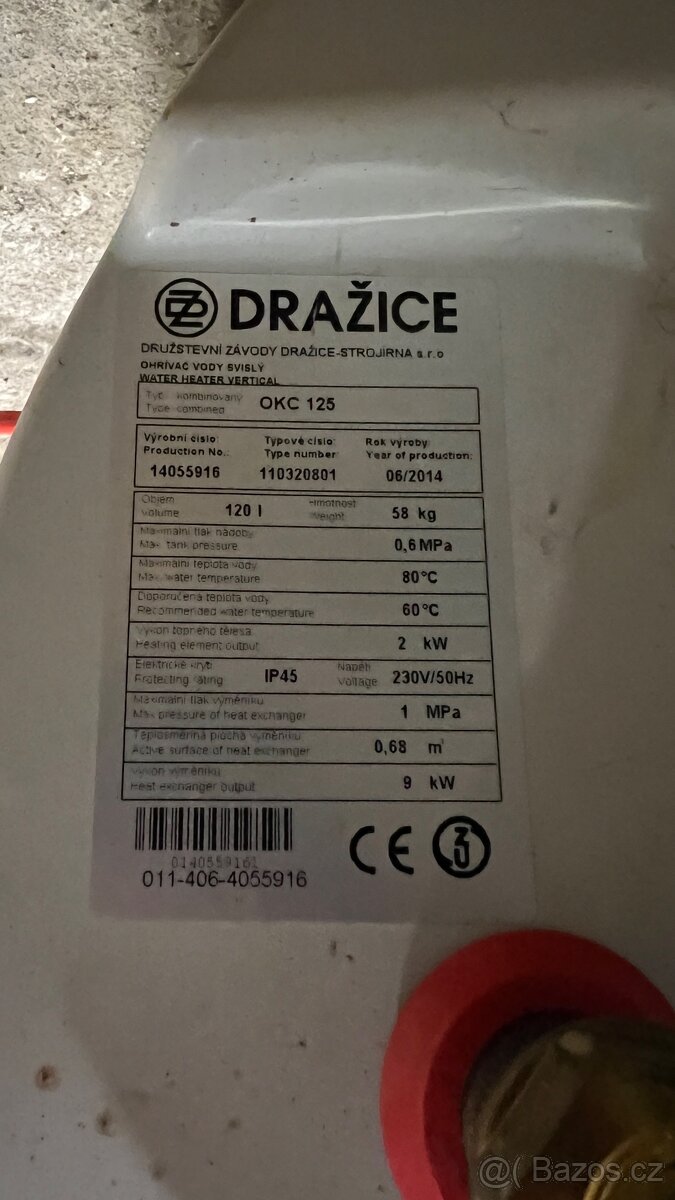 DRAŽICE
DRUŽSTEVNÍ ZÁVODY DRAŽICE-STROJÍRNA s.r.o
OHŘÍVAČ VODY SVISLÝ
WATER HEATER VERTICAL
Typ kombinovaný
Type combined OKC 125
Výrobní číslo: Typové číslo: Rok výroby:
Production No.: Type number: Year of production:
14055916 110320801 06/2014
Objem Hmotnost
Volume 120 l Weight 58 kg
Maximální tlak nádoby
Max. tank pressure 0,6 MPa
Maximální teplota vody
Max. water temperature 80°C
Doporučená teplota vody
Recommended water temperature 60°C
Výkon topného tělesa
Heating element output 2 kW
Elektrické krytí Napětí
Protecting rating IP45 Voltage 230V/50Hz
Maximální tlak výměníku
Max. pressure of heat exchanger 1 MPa
Teplosměnná plocha výměníku
Active surface of heat exchanger 0,68 m²
Výkon výměníku
Heat exchanger output 9 kW
0140559161
011-406-4055916
CE
@( Bazoš.cz